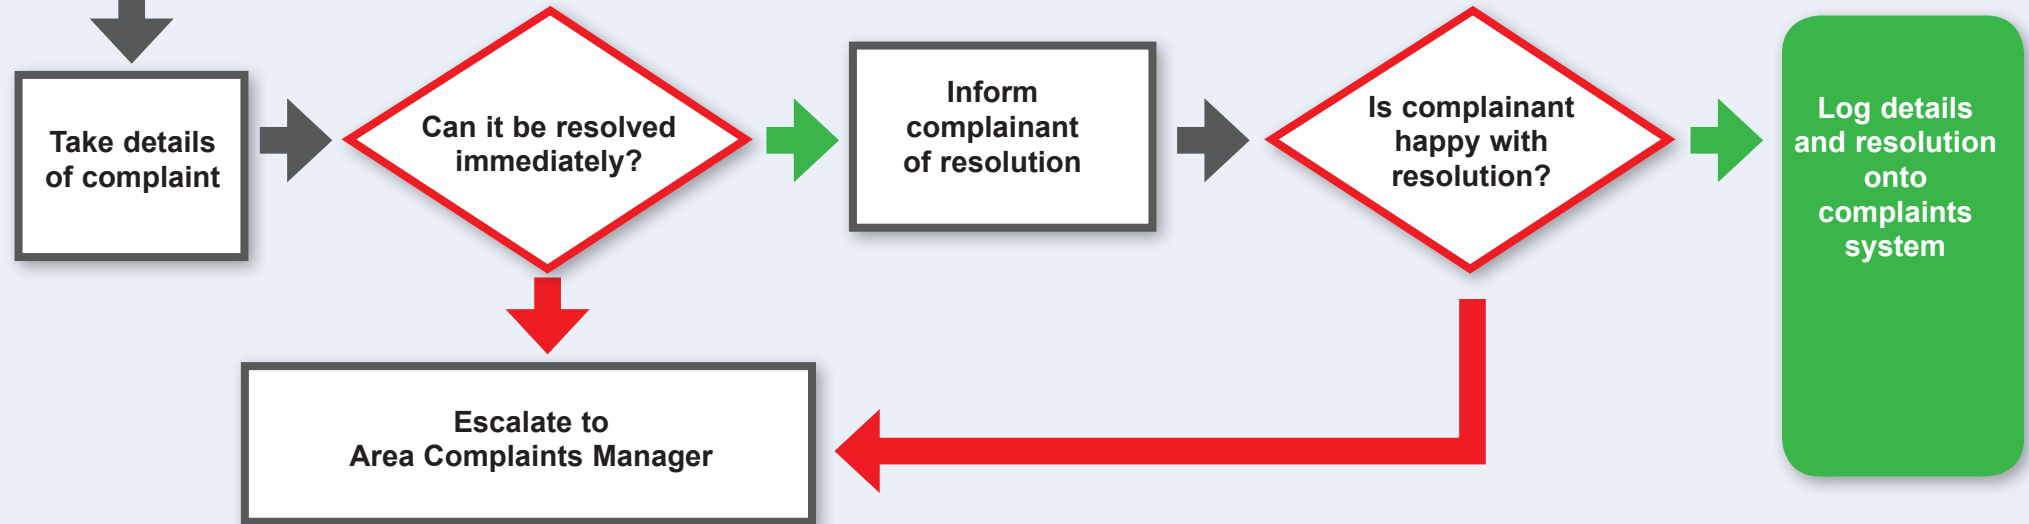 Take details
of complaint
Can it be resolved
immediately?
Inform
complainant
of resolution
Is complainant
happy with
resolution?
Log details
and resolution
onto
complaints
system
Escalate to
Area Complaints Manager